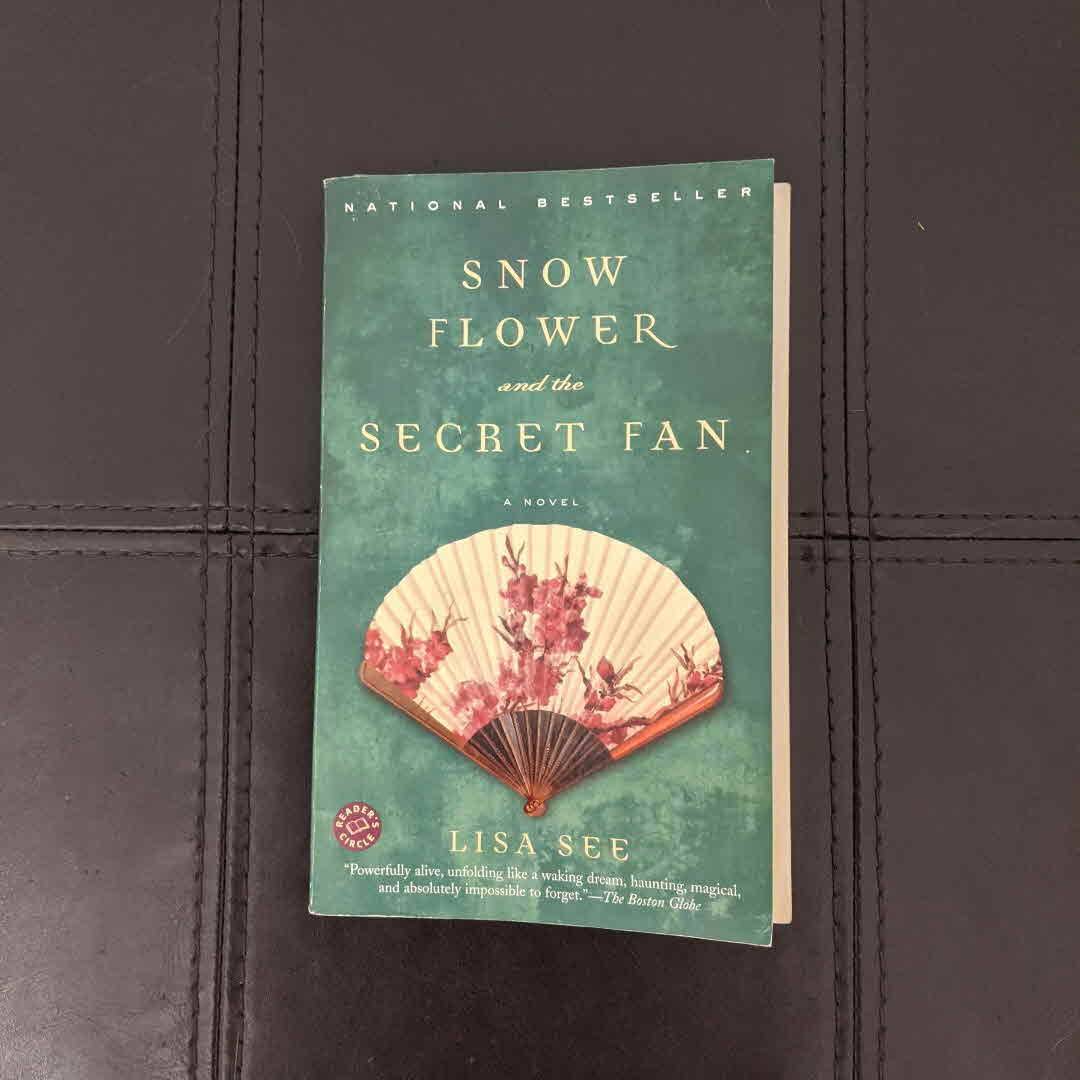 NATIONAL BESTSELLER
SNOW
FLOWER
and the
SECRET FAN
A NOVEL
READER'S
CIRCLE
LISA SEE
“Powerfully alive, unfolding like a waking dream, haunting, magical,
and absolutely impossible to forget.”—The Boston Globe